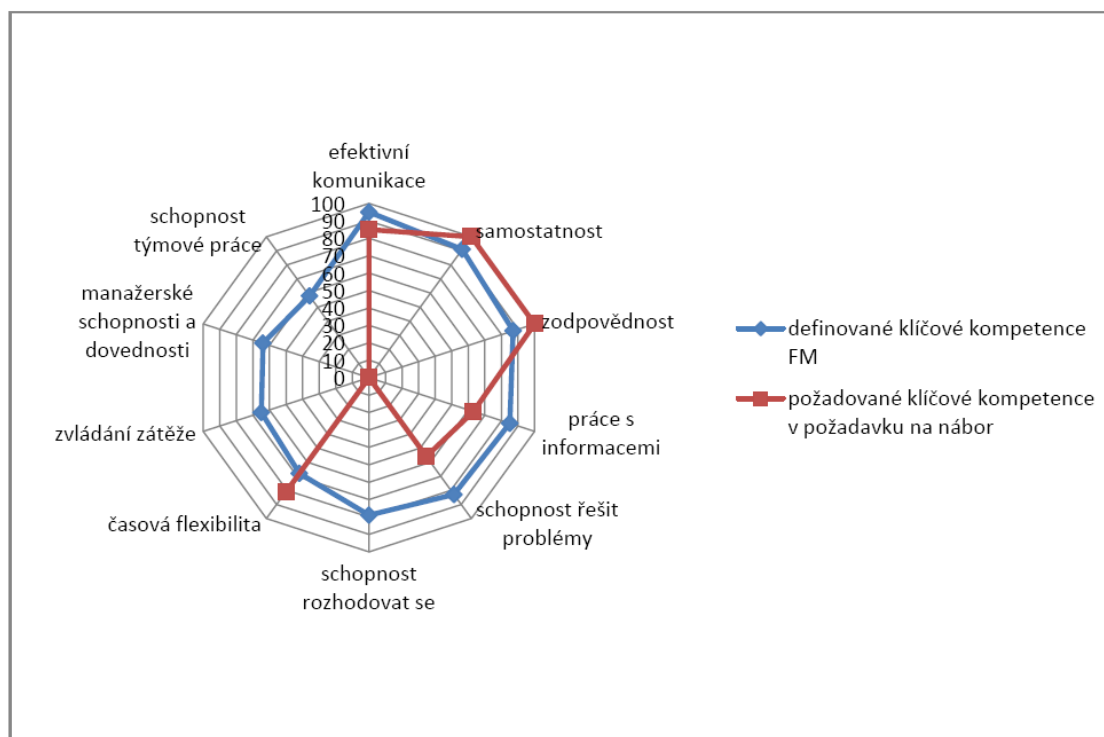 efektivní
komunikace
samostatnost
zodpovědnost
práce s
informacemi
schopnost řešit
problémy
schopnost
rozhodovat se
časová flexibilita
zvládání zátěže
manažerské
schopnosti a
dovednosti
schopnost
týmové práce
100
90
80
70
60
50
40
30
20
10
0
definované klíčové kompetence
FM
požadované klíčové kompetence
v požadavku na nábor